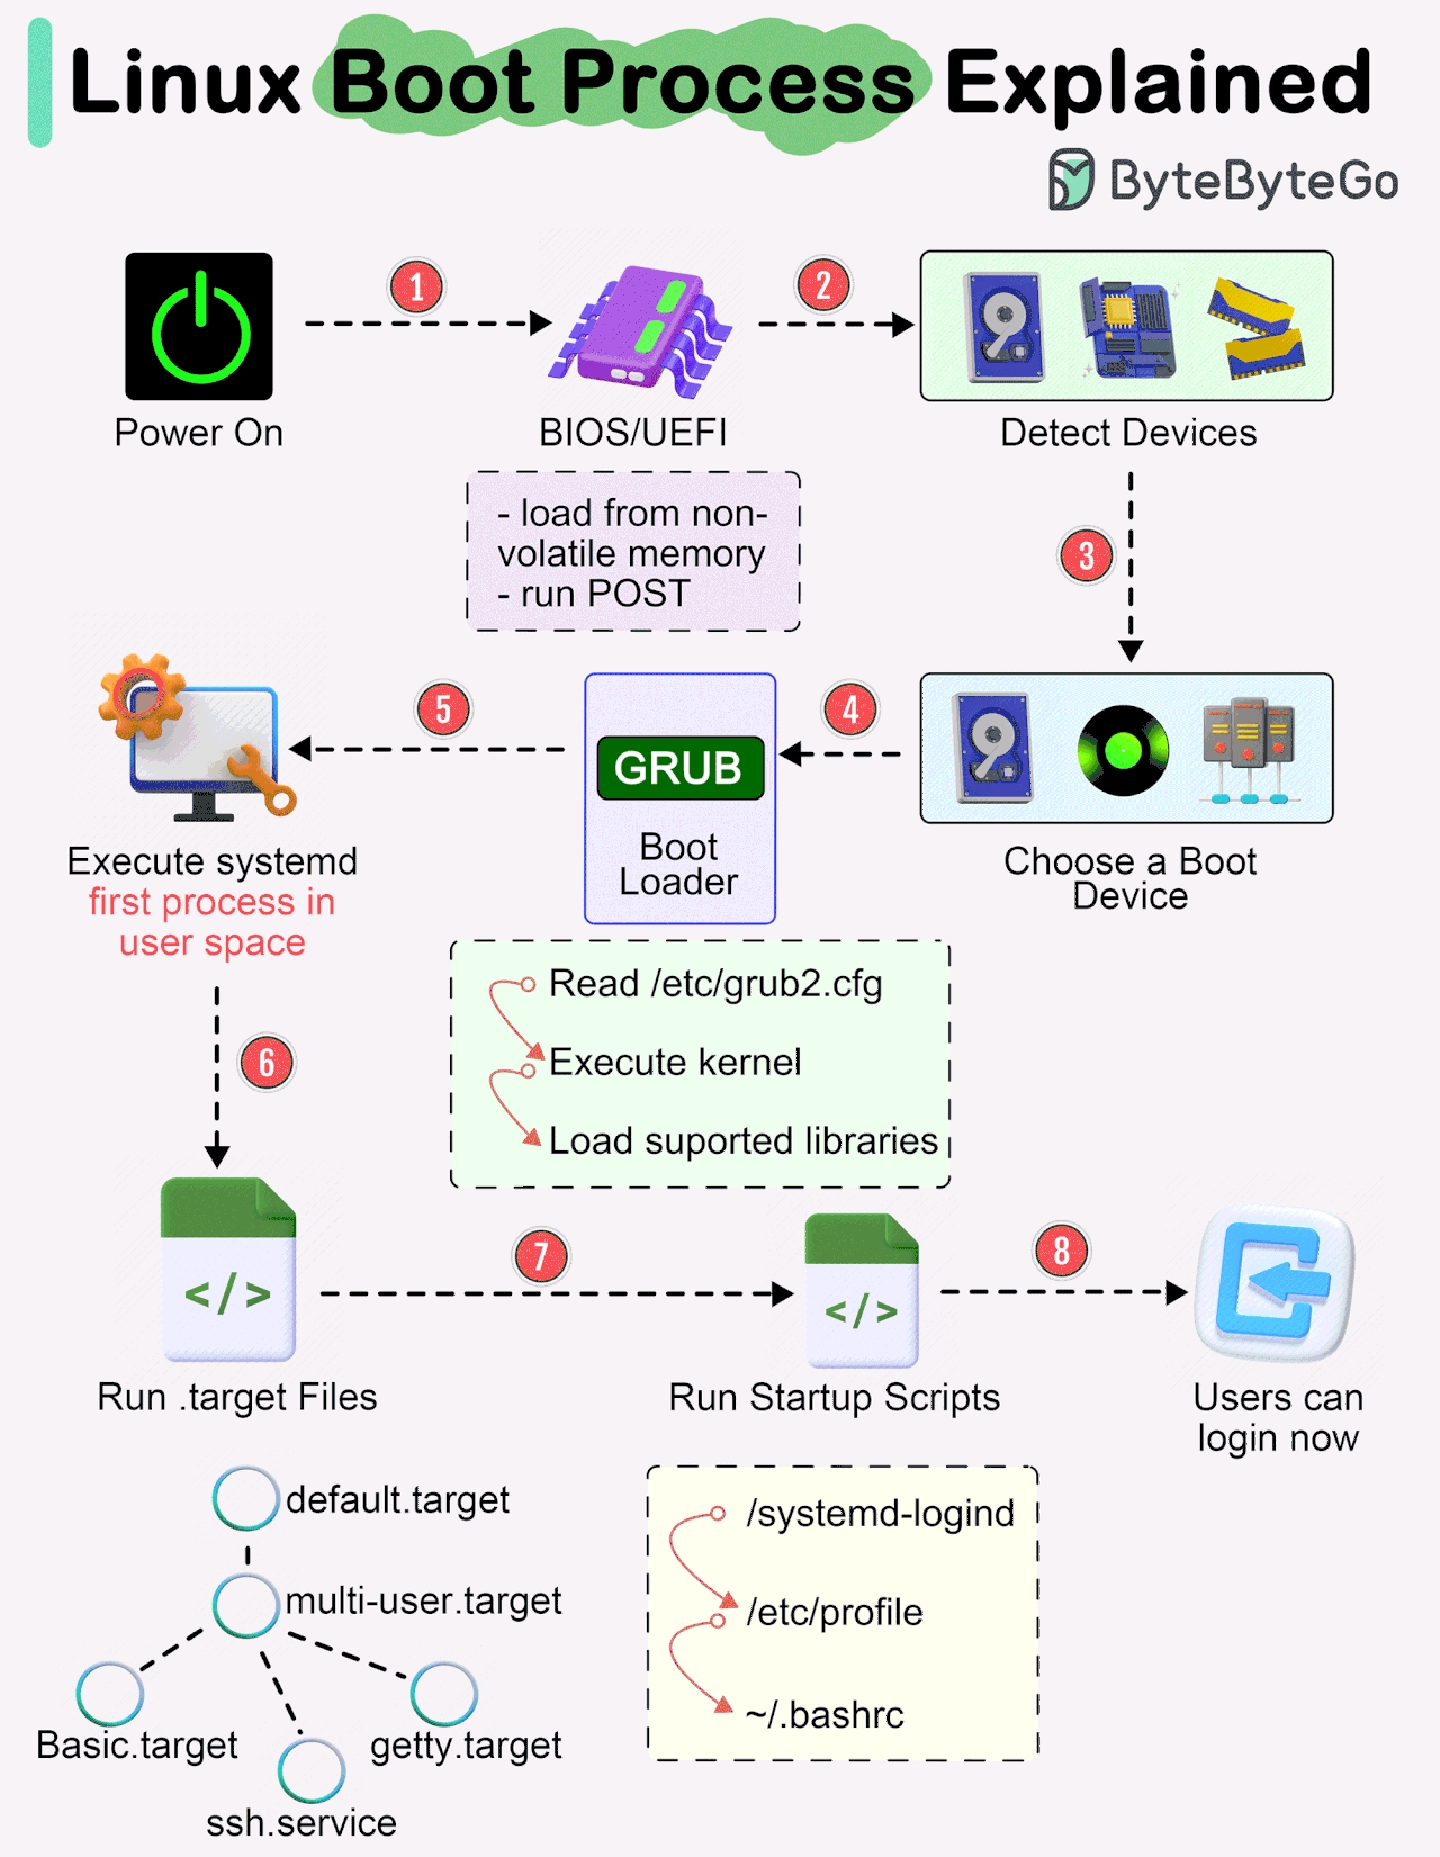 Linux Boot Process Explained
ByteByteGo
1
2
Power On
BIOS/UEFI
Detect Devices
- load from non-
volatile memory
- run POST
3
5
4
GRUB
Boot
Loader
Execute systemd
first process in
user space
Choose a Boot
Device
Read /etc/grub2.cfg
Execute kernel
Load suported libraries
6
7
8
</>
</>
Run .target Files
Run Startup Scripts
Users can
login now
default.target
multi-user.target
Basic.target
getty.target
ssh.service
/systemd-logind
/etc/profile
~/.bashrc